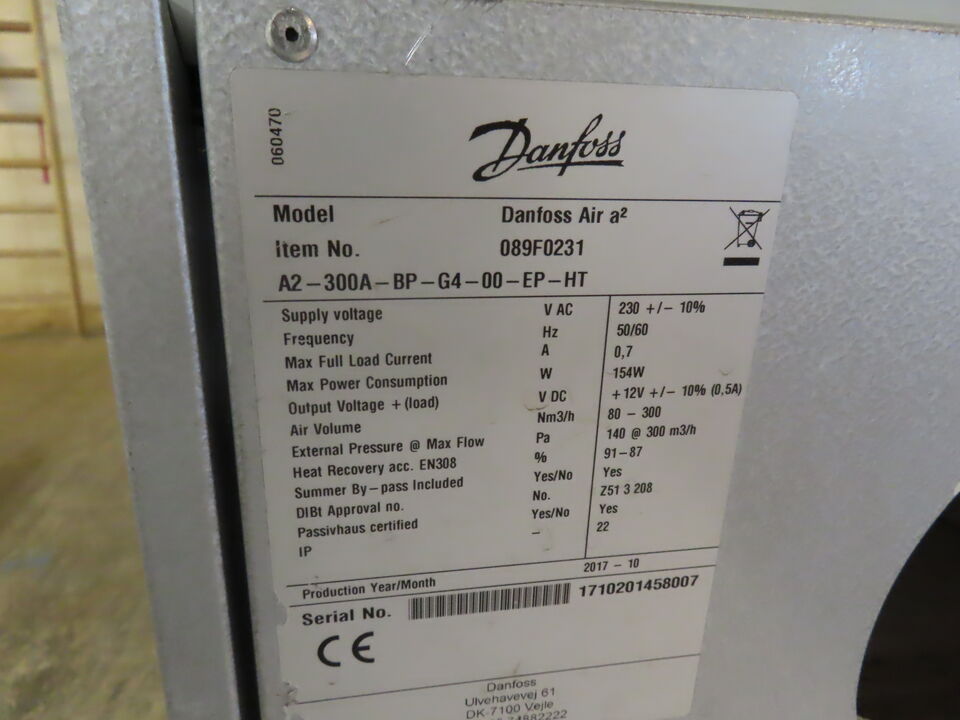 060470
Danfoss
Model Danfoss Air a²
Item No. 089F0231
A2-300A-BP-G4-00-EP-HT
Supply voltage V AC 230 +/- 10%
Frequency Hz 50/60
Max Full Load Current A 0,7
Max Power Consumption W 154W
Output Voltage + (load) V DC +12V +/- 10% (0,5A)
Air Volume Nm3/h 80 - 300
External Pressure @ Max Flow Pa 140 @ 300 m3/h
Heat Recovery acc. EN308 % 91-87
Summer By-pass Included Yes/No Yes
DIBt Approval no. No. Z51 3 208
Passivhaus certified Yes/No Yes
IP - 22
Production Year/Month 2017 - 10
Serial No. 1710201458007
CE
Danfoss
Ulvehavevej 61
DK-7100 Vejle
74882222